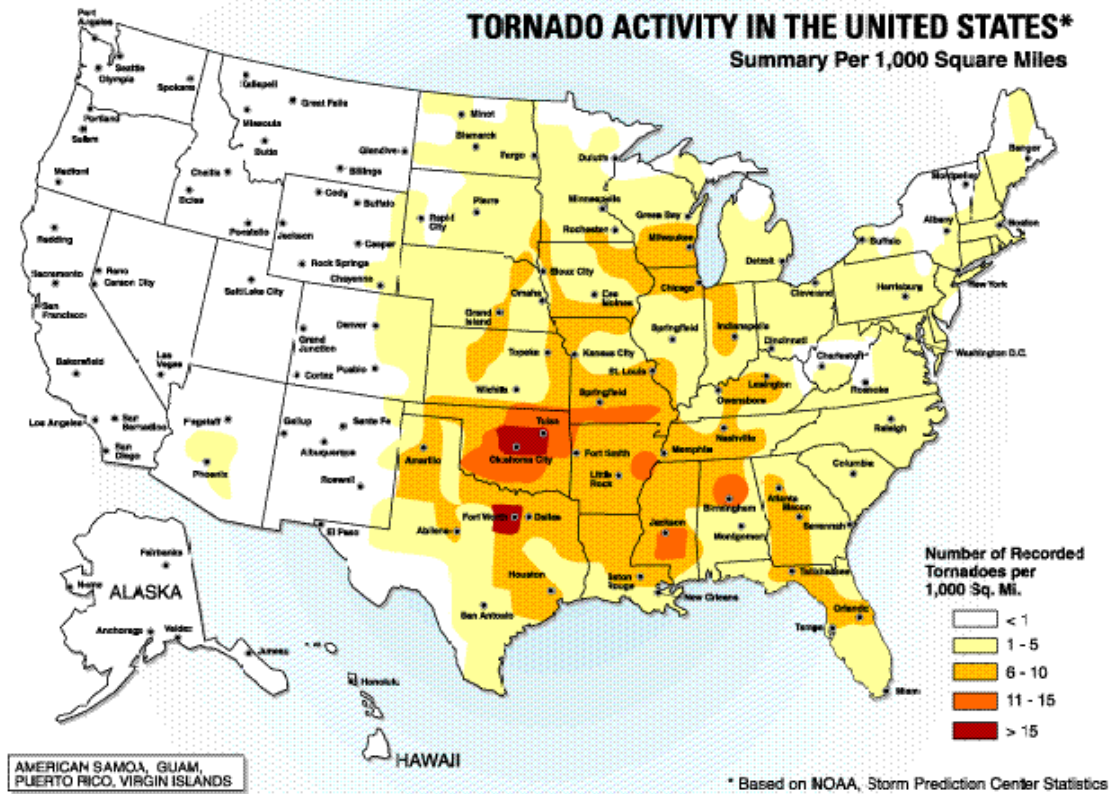 TORNADO ACTIVITY IN THE UNITED STATES*
Summary Per 1,000 Square Miles
Port
Angeles
Seattle
Olympia
Spokane
Portland
Salem
Medford
Kalispell
Great Falls
Missoula
Butte
Glendive
Billings
Challis
Boise
Pocatello
Cody
Buffalo
Jackson
Casper
Rock Springs
Cheyenne
Minot
Bismarck
Fargo
Pierre
Rapid
City
Duluth
Minneapolis
Rochester
Green Bay
Milwaukee
Redding
Sacramento
San
Francisco
Bakersfield
Los Angeles
San
Bernadino
San
Diego
Reno
Carson City
Las
Vegas
Salt Lake City
Grand
Junction
Cortez
Denver
Pueblo
Flagstaff
Phoenix
Gallup
Santa Fe
Albuquerque
Roswell
El Paso
Sioux City
Omaha
Grand
Island
Des
Moines
Topeka
Wichita
Kansas City
St. Louis
Springfield
Chicago
Springfield
Indianapolis
Detroit
Cleveland
Cincinnati
Charleston
Lexington
Owensboro
Nashville
Memphis
Tulsa
Oklahoma City
Fort Smith
Little
Rock
Amarillo
Fort Worth
Dallas
Abilene
Houston
San Antonio
Jackson
Baton
Rouge
New Orleans
Birmingham
Montgomery
Atlanta
Macon
Savannah
Columbia
Raleigh
Roanoke
Tallahassee
Orlando
Tampa
Miami
Bangor
Montpelier
Albany
Boston
Buffalo
Harrisburg
New York
Washington D.C.
Fairbanks
Nome
ALASKA
Anchorage
Valdez
Juneau
Honolulu
HAWAII
Number of Recorded
Tornadoes per
1,000 Sq. Mi.
< 1
1 - 5
6 - 10
11 - 15
> 15
AMERICAN SAMOA, GUAM,
PUERTO RICO, VIRGIN ISLANDS
* Based on NOAA, Storm Prediction Center Statistics